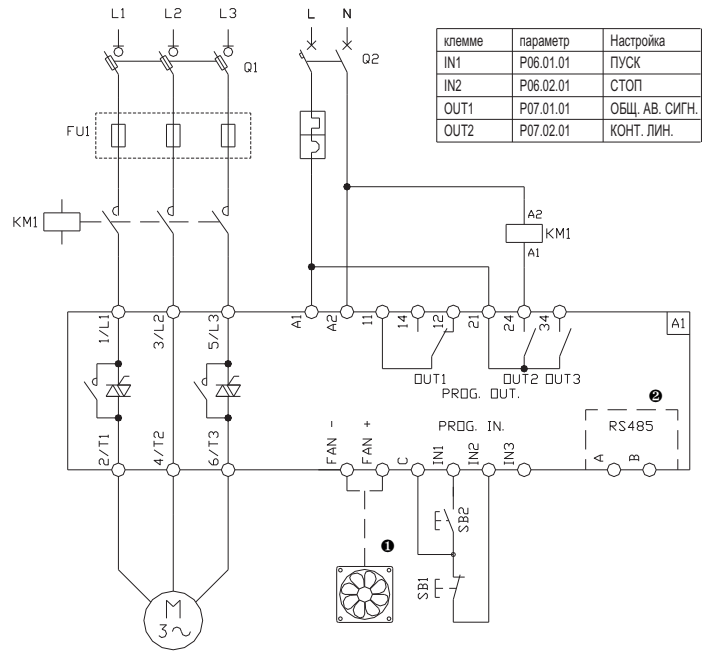 L1 L2 L3 L N
Q1 Q2
клемме параметр Настройка
IN1 P06.01.01 ПУСК
IN2 P06.02.01 СТОП
OUT1 P07.01.01 ОБЩ. АВ. СИГН.
OUT2 P07.02.01 КОНТ. ЛИН.
FU1
KM1
A2
KM1
A1
1/L1 3/L2 5/L3 A1 A2 11 14 12 21 24 34
A1
OUT1 OUT2 OUT3
PROG. OUT.
2
PROG. IN. RS485
2/T1 4/T2 6/T3 FAN - FAN + C IN1 IN2 IN3 A B
SB2
1
SB1
M
3~